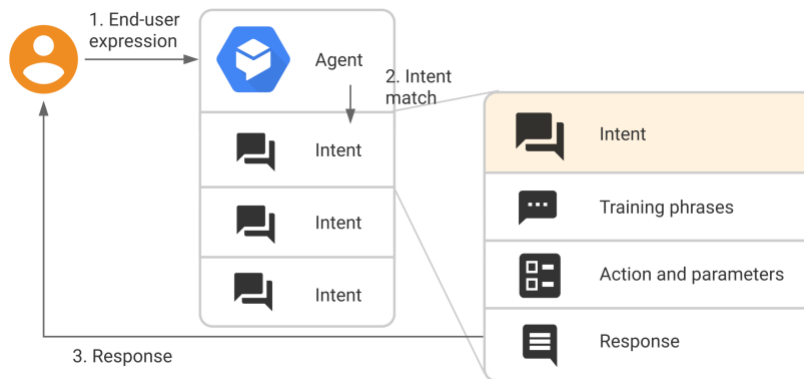 1. End-user
expression
Agent
2. Intent
match
Intent
Intent
Intent
Intent
Training phrases
Action and parameters
Response
3. Response